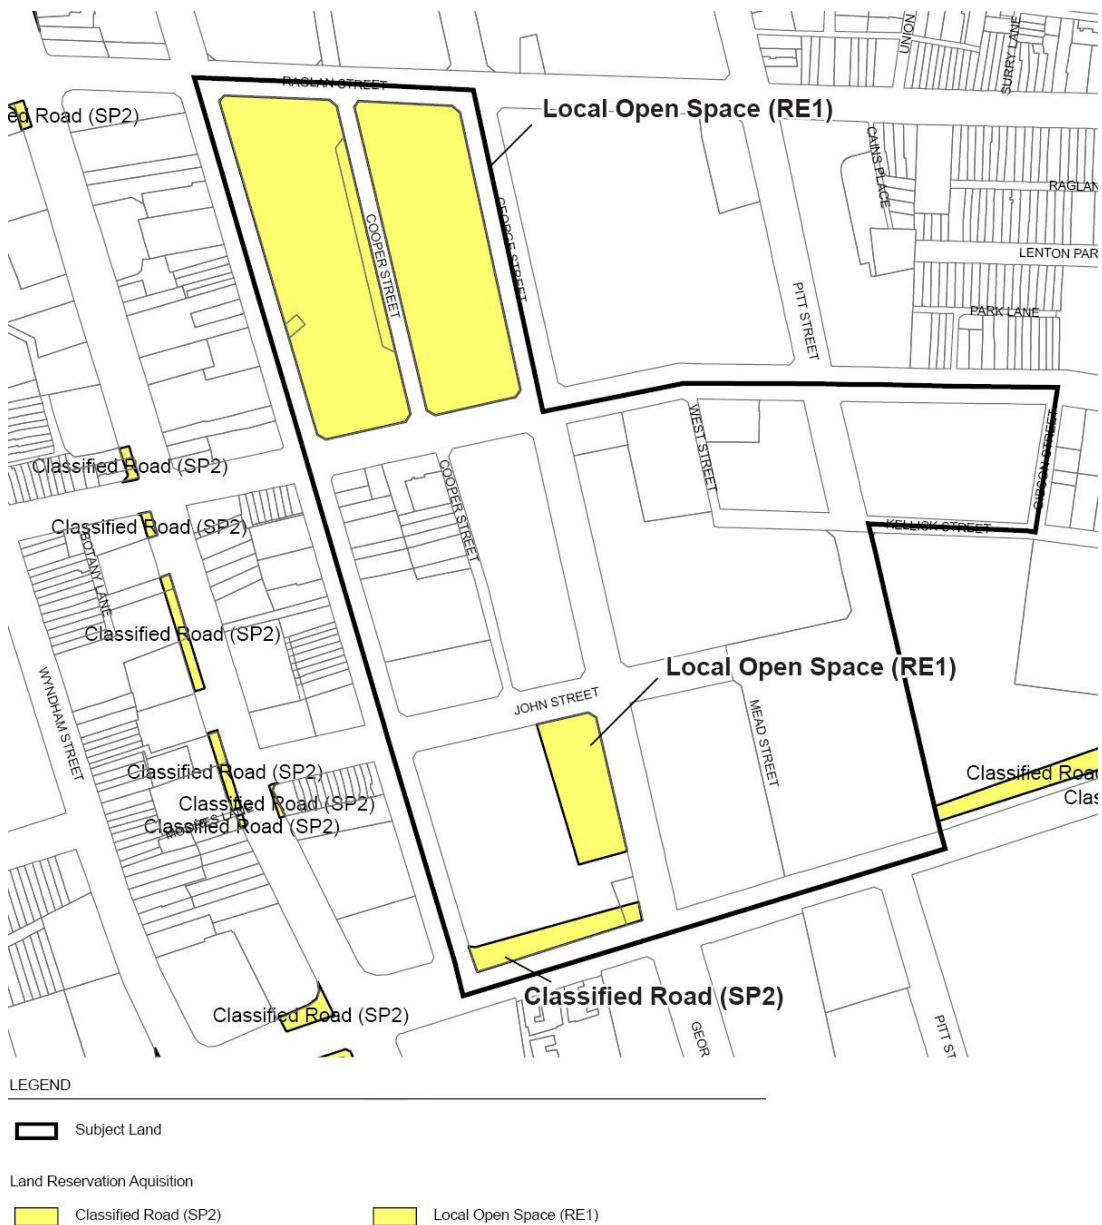 UNION
SURRY LANE
RAGLAN STREET
Local Open Space (RE1)
ed Road (SP2)
CAINS PLACE
RAGLAN
COOPER STREET
GEORGE STREET
LENTON PAR
PITT STREET
PARK LANE
WEST STREET
GIBSON STREET
Classified Road (SP2)
COOPER STREET
Classified Road (SP2)
KELLICK STREET
BOTANY LANE
Classified Road (SP2)
Local Open Space (RE1)
WYNDHAM STREET
JOHN STREET
MEAD STREET
Classified Road (SP2)
Classified Road
Classified Road (SP2)
Clas
Classified Road (SP2)
Classified Road (SP2)
Classified Road (SP2)
GEOR
PITT ST
LEGEND
Subject Land
Land Reservation Aquisition
Classified Road (SP2)
Local Open Space (RE1)